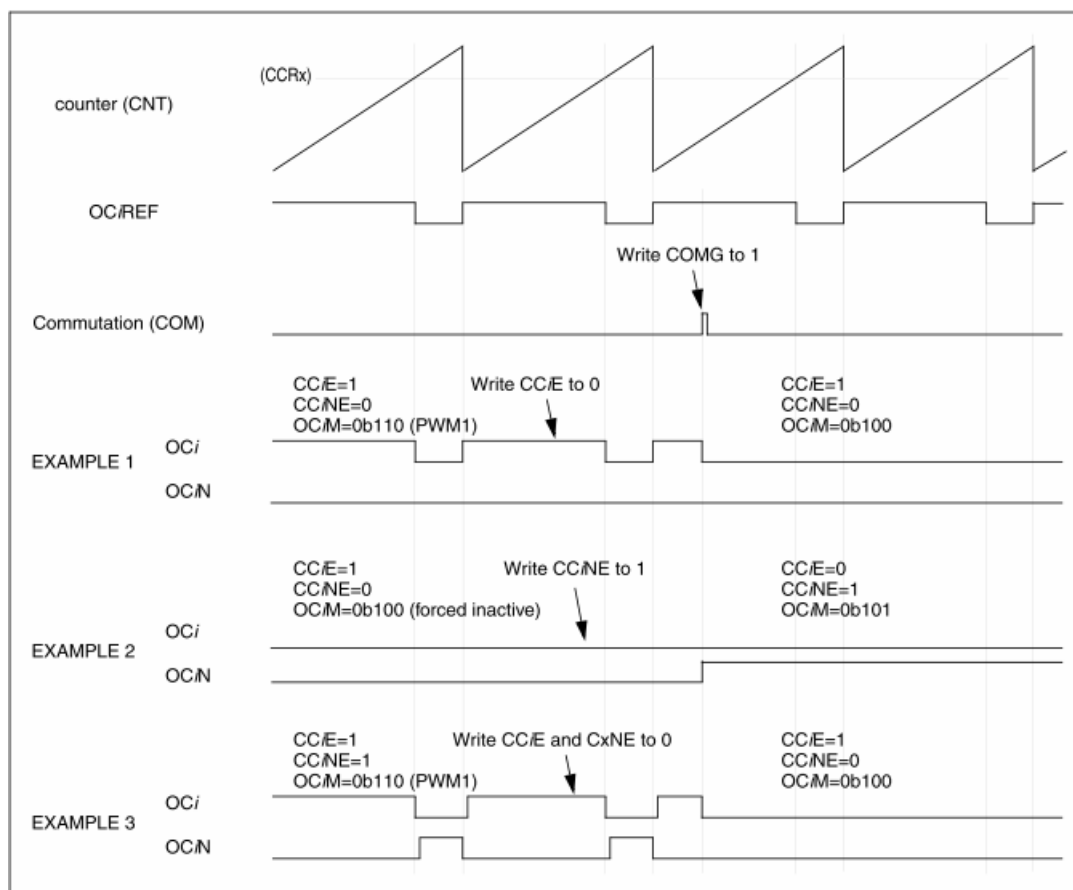 (CCRx)
counter (CNT)
OCiREF
Write COMG to 1
Commutation (COM)
CCiE=1
CCiNE=0
OCiM=0b110 (PWM1)
Write CCiE to 0
CCiE=1
CCiNE=0
OCiM=0b100
OCi
EXAMPLE 1
OCiN
CCiE=1
CCiNE=0
OCiM=0b100 (forced inactive)
Write CCiNE to 1
CCiE=0
CCiNE=1
OCiM=0b101
OCi
EXAMPLE 2
OCiN
CCiE=1
CCiNE=1
OCiM=0b110 (PWM1)
Write CCiE and CxNE to 0
CCiE=1
CCiNE=0
OCiM=0b100
OCi
EXAMPLE 3
OCiN